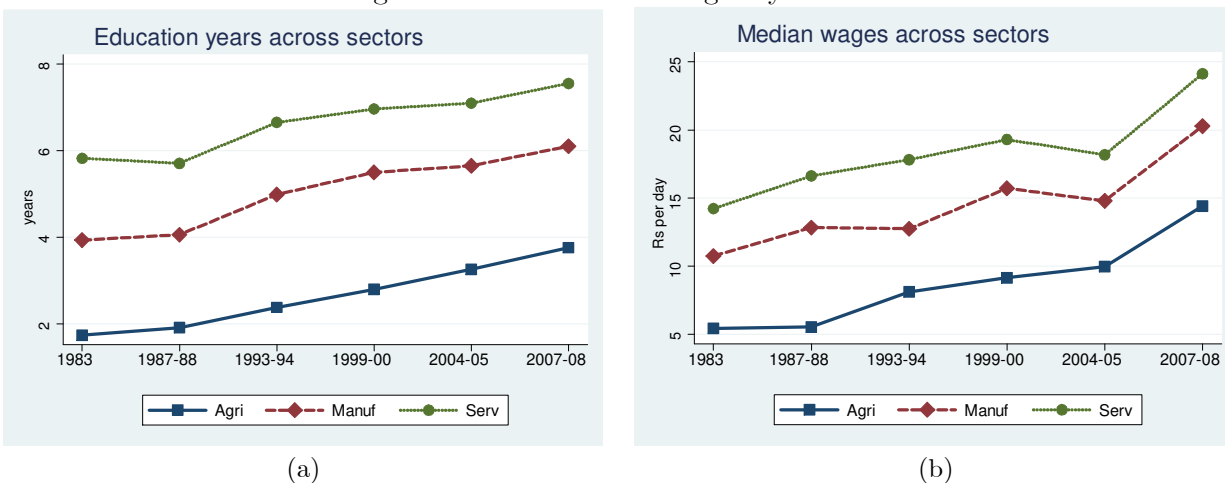 Education years across sectors
8
6
4
2
years
1983 1987-88 1993-94 1999-00 2004-05 2007-08
Agri Manuf Serv
(a)
Median wages across sectors
25
20
15
10
5
Rs per day
1983 1987-88 1993-94 1999-00 2004-05 2007-08
Agri Manuf Serv
(b)